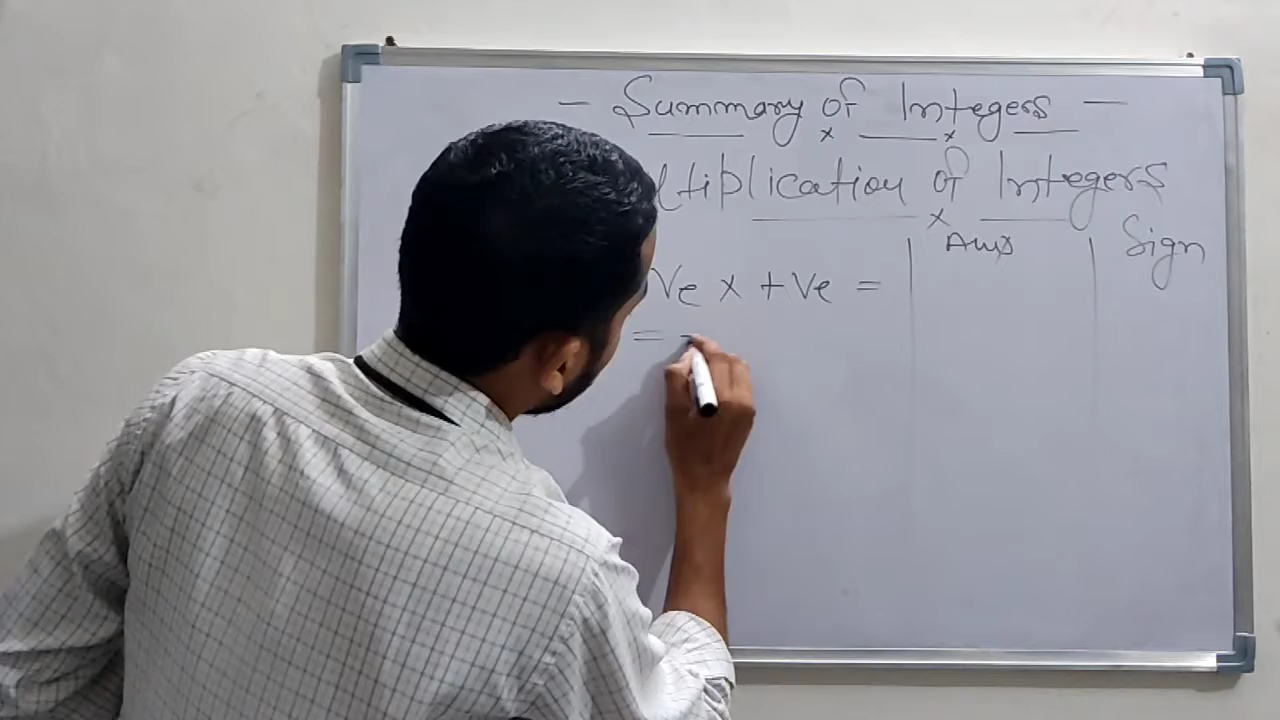 - Summary of Integers -
ltiplication of Integers
Ans Sign
Ve x +Ve =
=